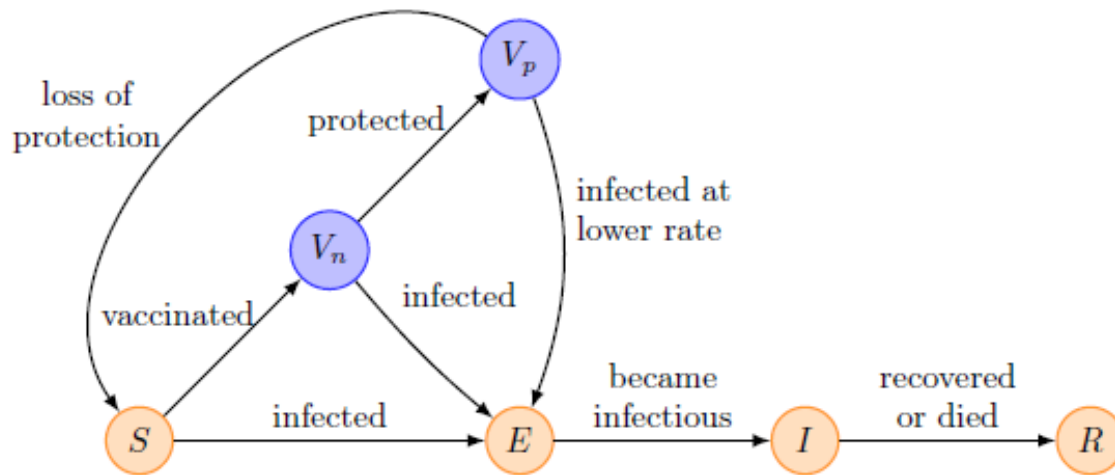 V_p
loss of
protection
protected
infected at
lower rate
V_n
vaccinated
infected
became
infectious
recovered
or died
infected
S
E
I
R